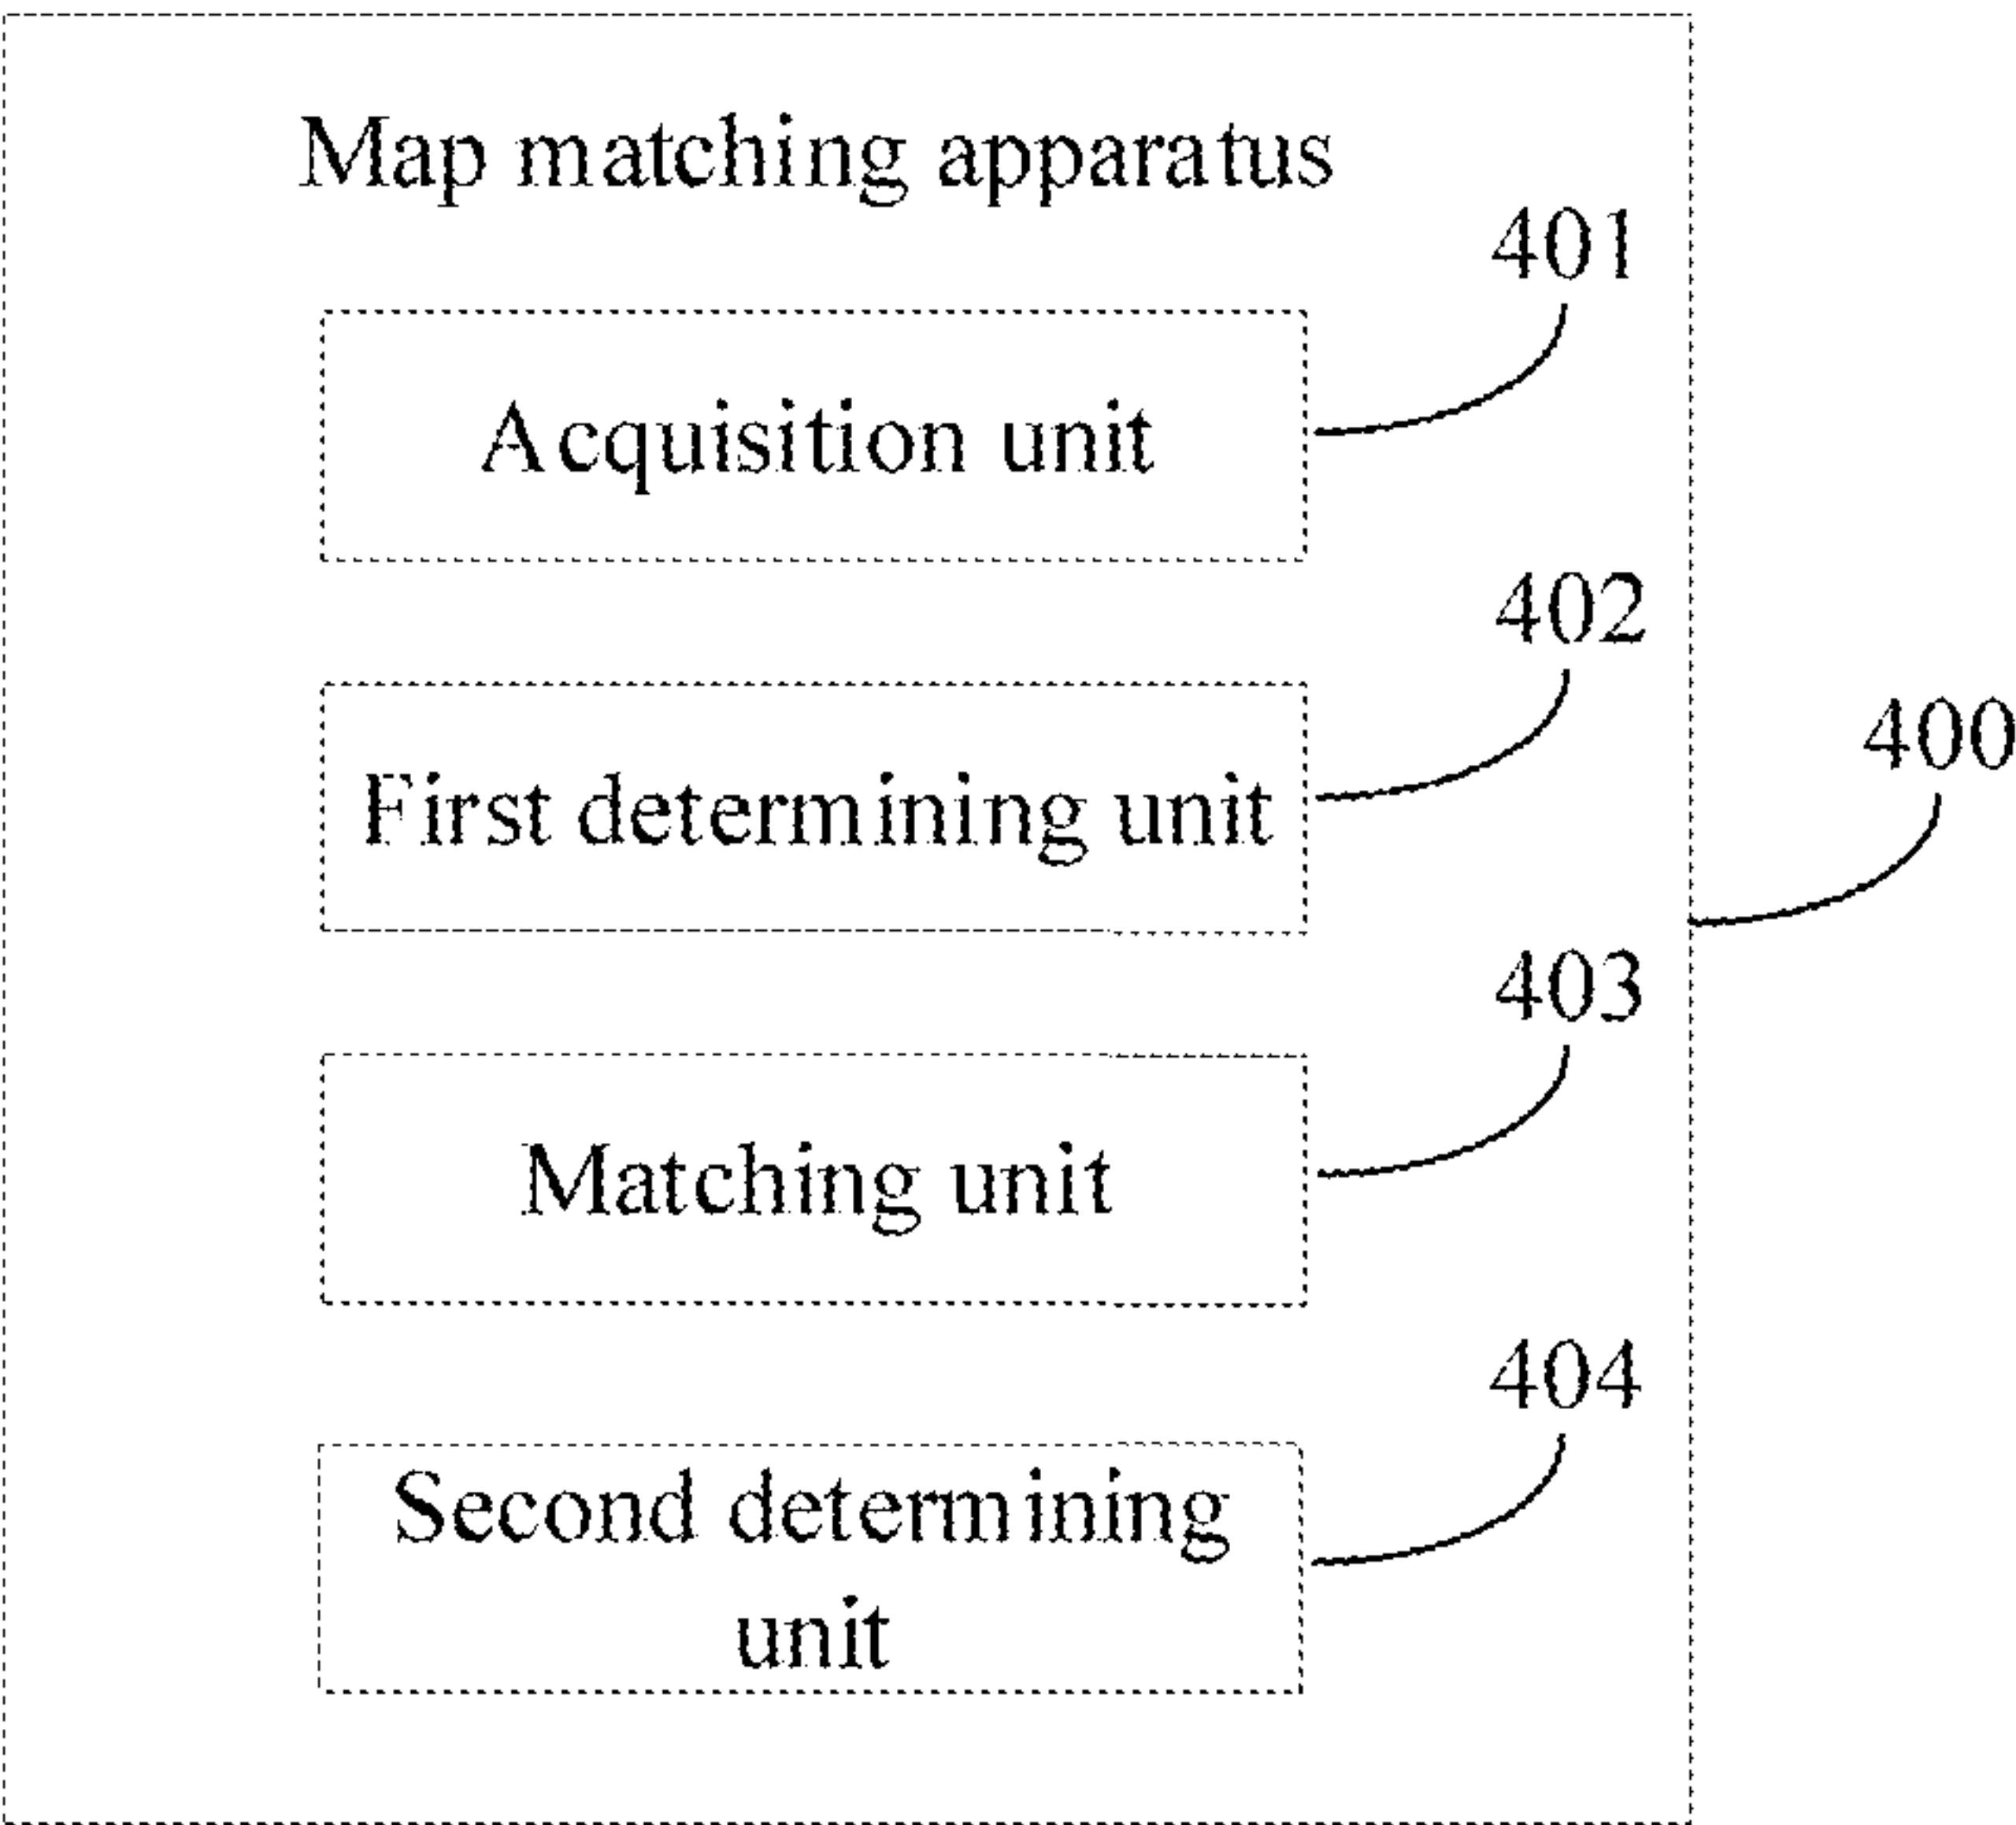 Map matching apparatus
401
Acquisition unit
402
First determining unit
400
403
Matching unit
404
Second determining
unit